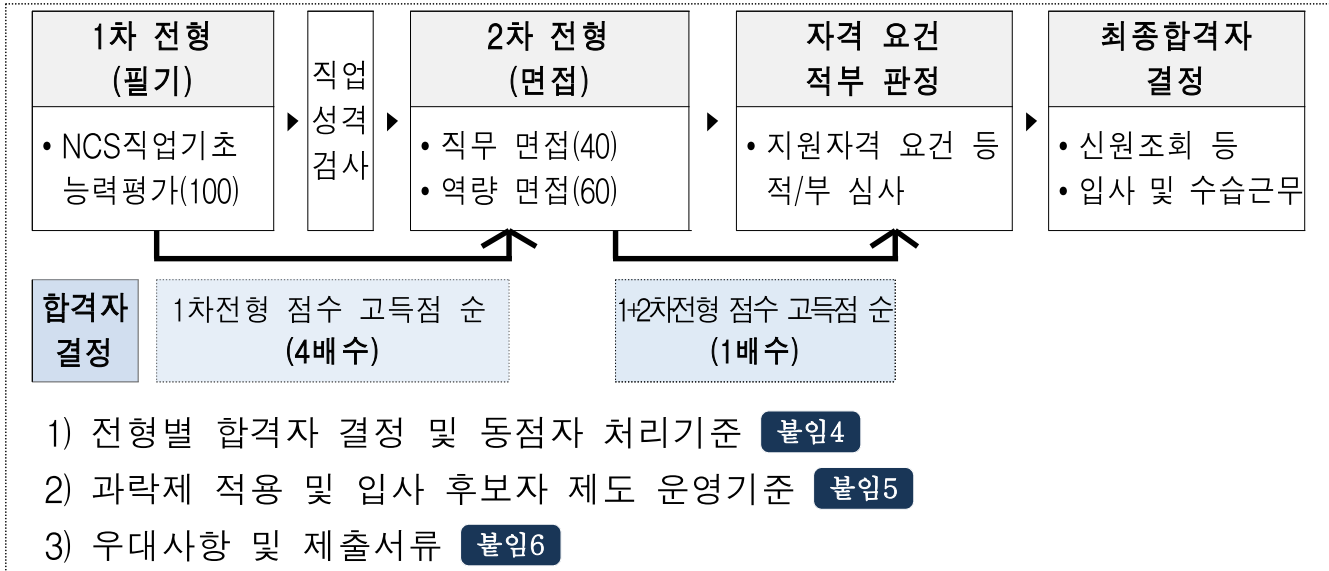 1차 전형
(필기)
• NCS직업기초
능력평가(100)
직업
성격
검사
2차 전형
(면접)
• 직무 면접(40)
• 역량 면접(60)
자격 요건
적부 판정
• 지원자격 요건 등
적/부 심사
최종합격자
결정
• 신원조회 등
• 입사 및 수습근무
합격자
결정
1차전형 점수 고득점 순
(4배수)
1+2차전형 점수 고득점 순
(1배수)
1) 전형별 합격자 결정 및 동점자 처리기준 붙임4
2) 과락제 적용 및 입사 후보자 제도 운영기준 붙임5
3) 우대사항 및 제출서류 붙임6